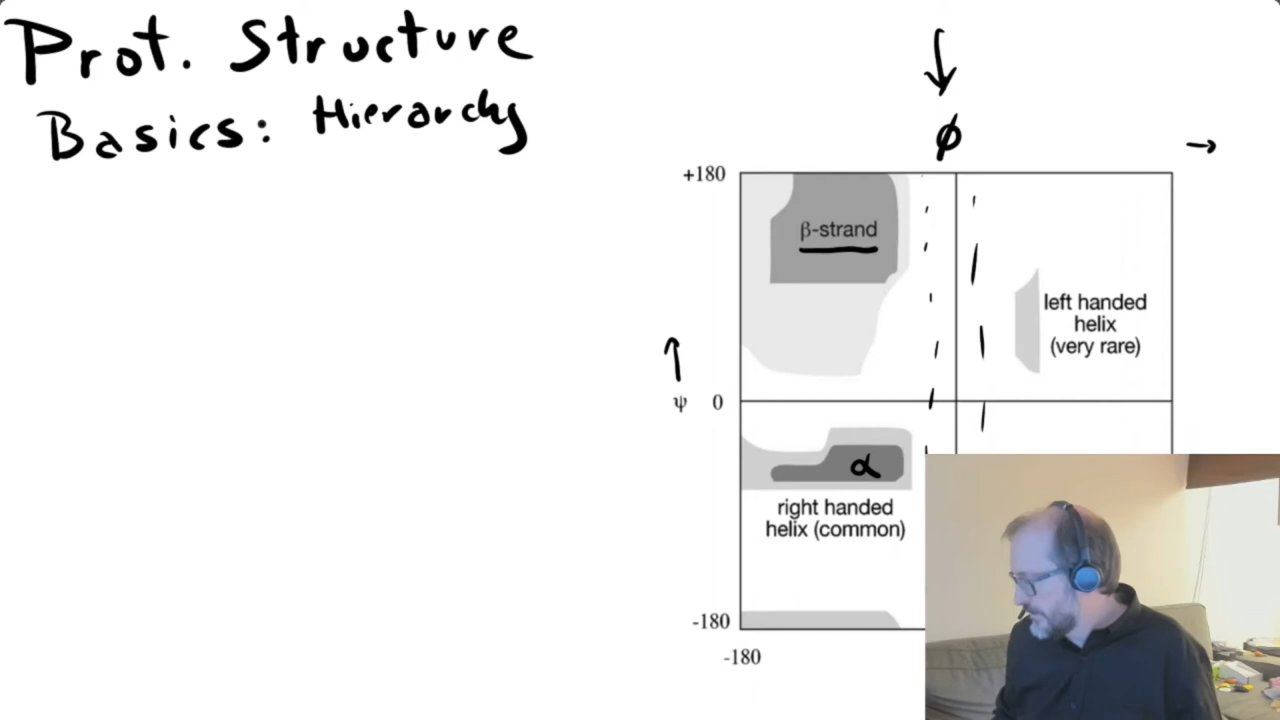 Prot. Structure
Basics: Hierarchy
ϕ
+180
β-strand
left handed
helix
(very rare)
ψ 0
α
right handed
helix (common)
-180
-180